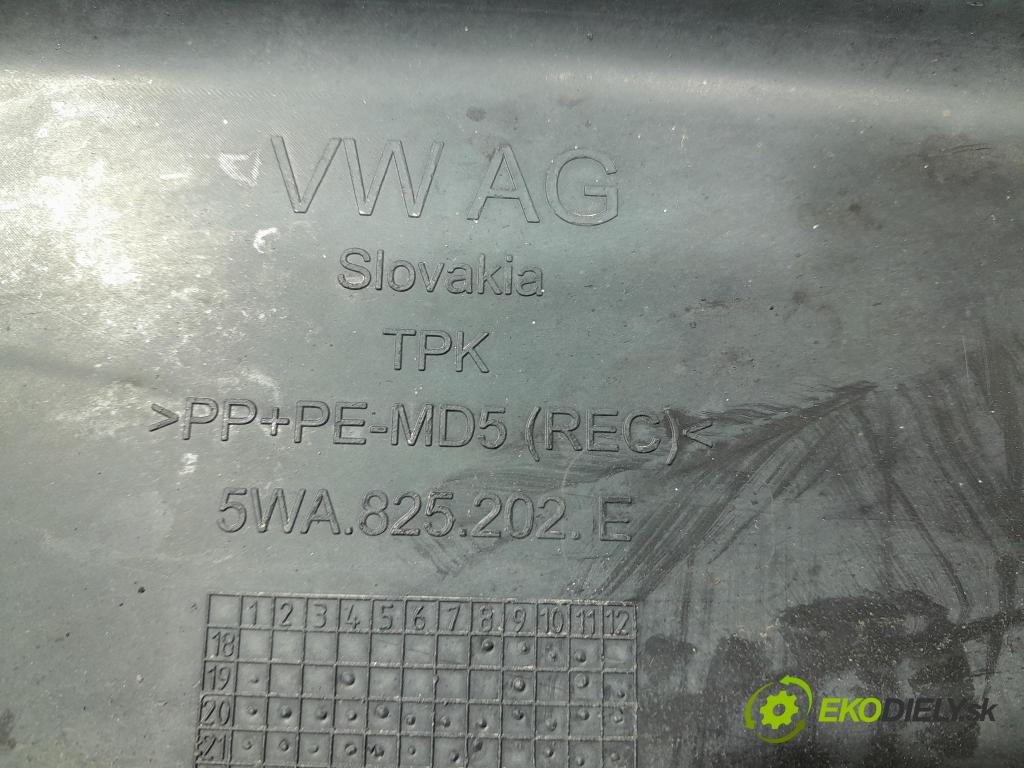 VW AG
Slovakia
TPK
>PP+PE-MD5 (REC)<
5WA.825.202. E
1 2 3 4 5 6 7 8 9 10 11 12
18
19
20
21
EKODIELY.sk